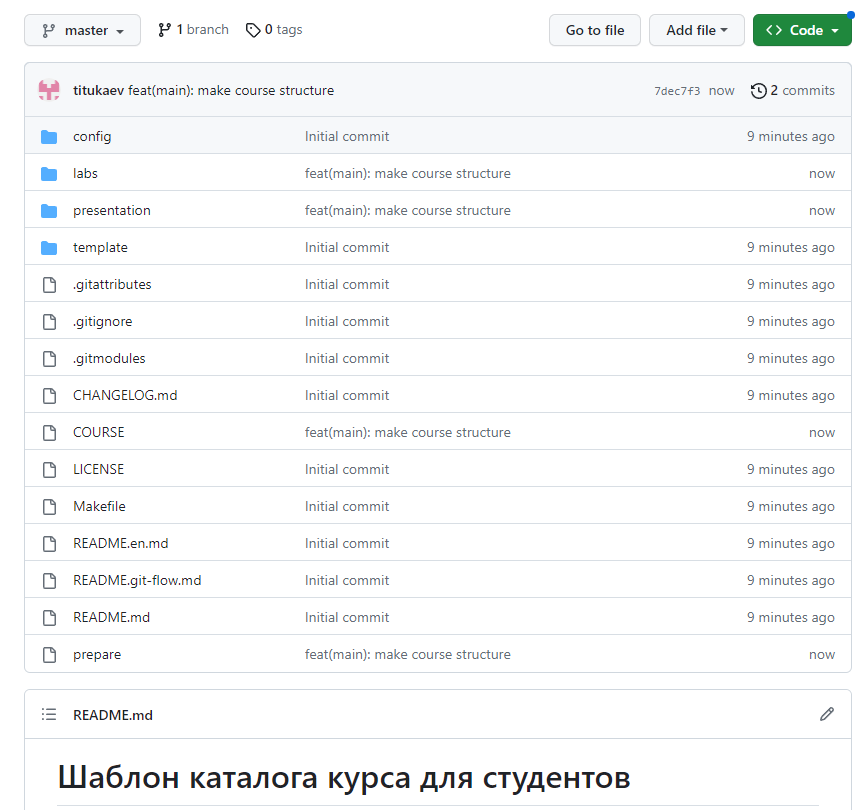 master 1 branch 0 tags Go to file Add file Code
titukaev feat(main): make course structure 7dec7f3 now 2 commits
config Initial commit 9 minutes ago
labs feat(main): make course structure now
presentation feat(main): make course structure now
template Initial commit 9 minutes ago
.gitattributes Initial commit 9 minutes ago
.gitignore Initial commit 9 minutes ago
.gitmodules Initial commit 9 minutes ago
CHANGELOG.md Initial commit 9 minutes ago
COURSE feat(main): make course structure now
LICENSE Initial commit 9 minutes ago
Makefile Initial commit 9 minutes ago
README.en.md Initial commit 9 minutes ago
README.git-flow.md Initial commit 9 minutes ago
README.md Initial commit 9 minutes ago
prepare feat(main): make course structure now
README.md
Шаблон каталога курса для студентов